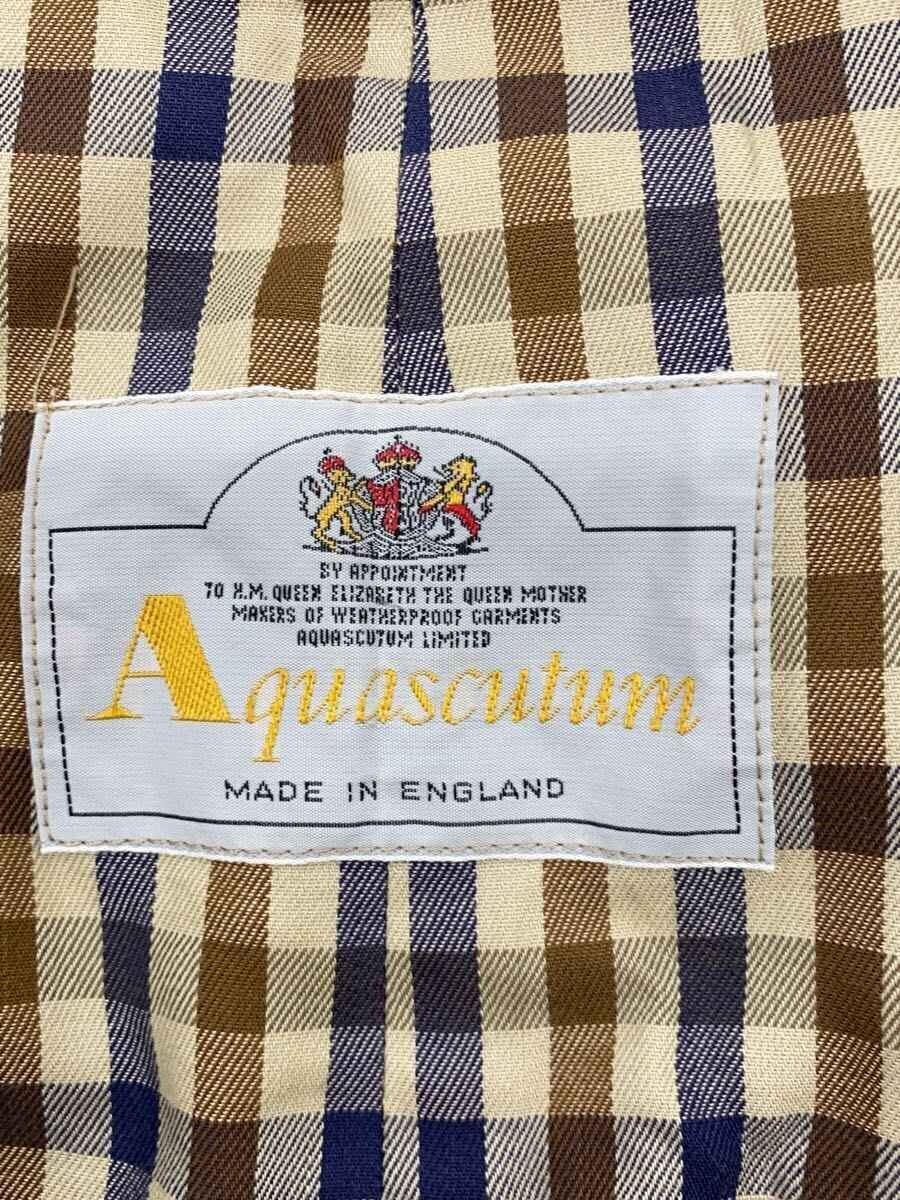 BY APPOINTMENT
TO H.M. QUEEN ELIZABETH THE QUEEN MOTHER
MAKERS OF WEATHERPROOF GARMENTS
AQUASCUTUM LIMITED
Aquascutum
MADE IN ENGLAND